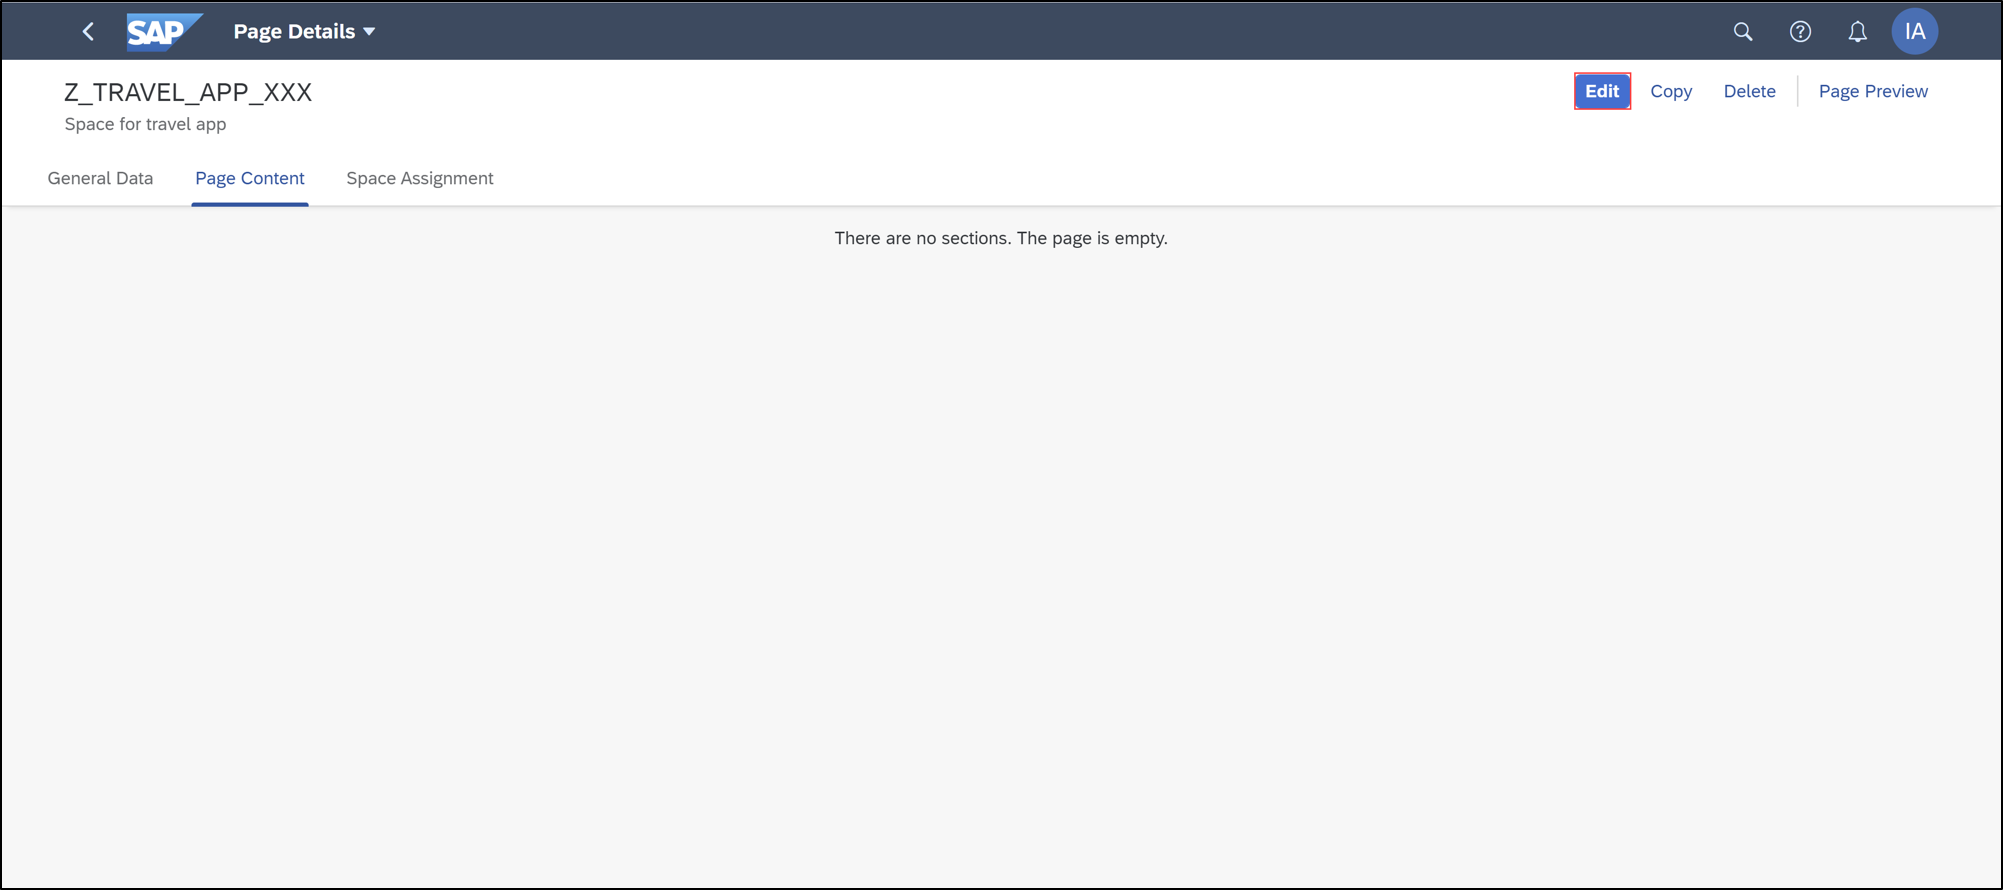 SAP Page Details
IA
Z_TRAVEL_APP_XXX
Edit Copy Delete Page Preview
Space for travel app
General Data Page Content Space Assignment
There are no sections. The page is empty.